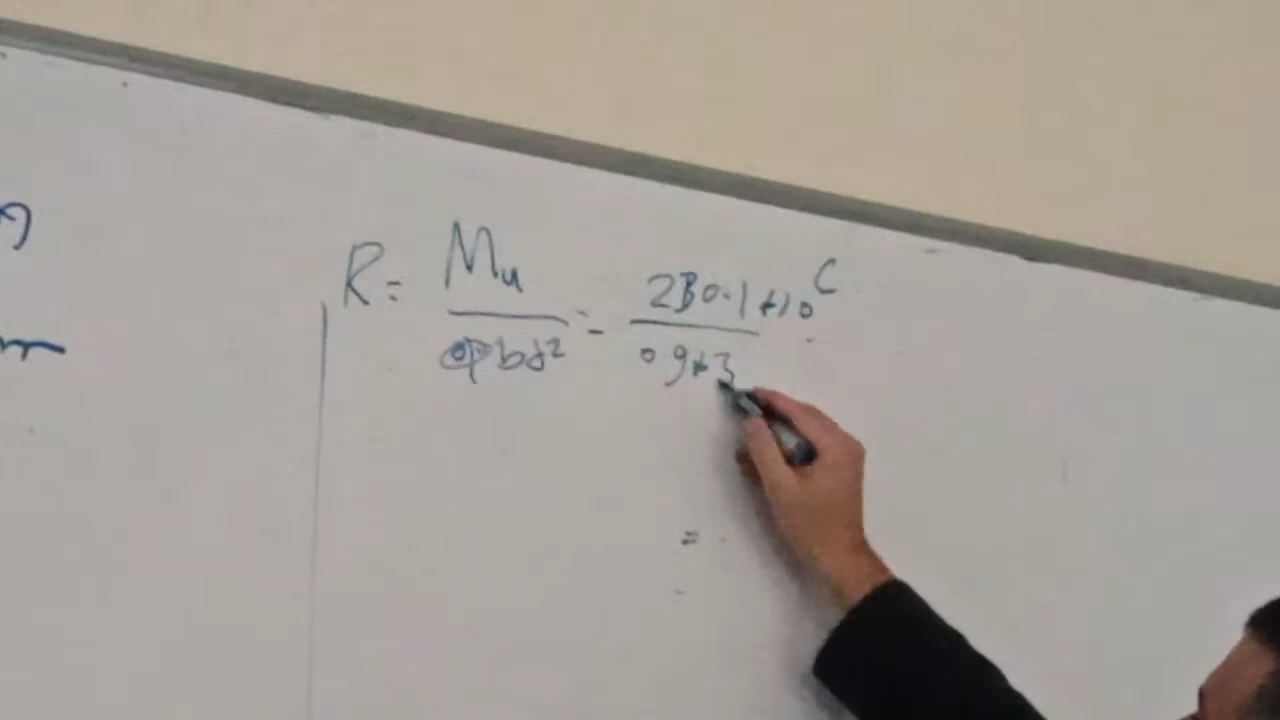 R = Mu / φbd² = 230.1*10⁶ / 0.9*3